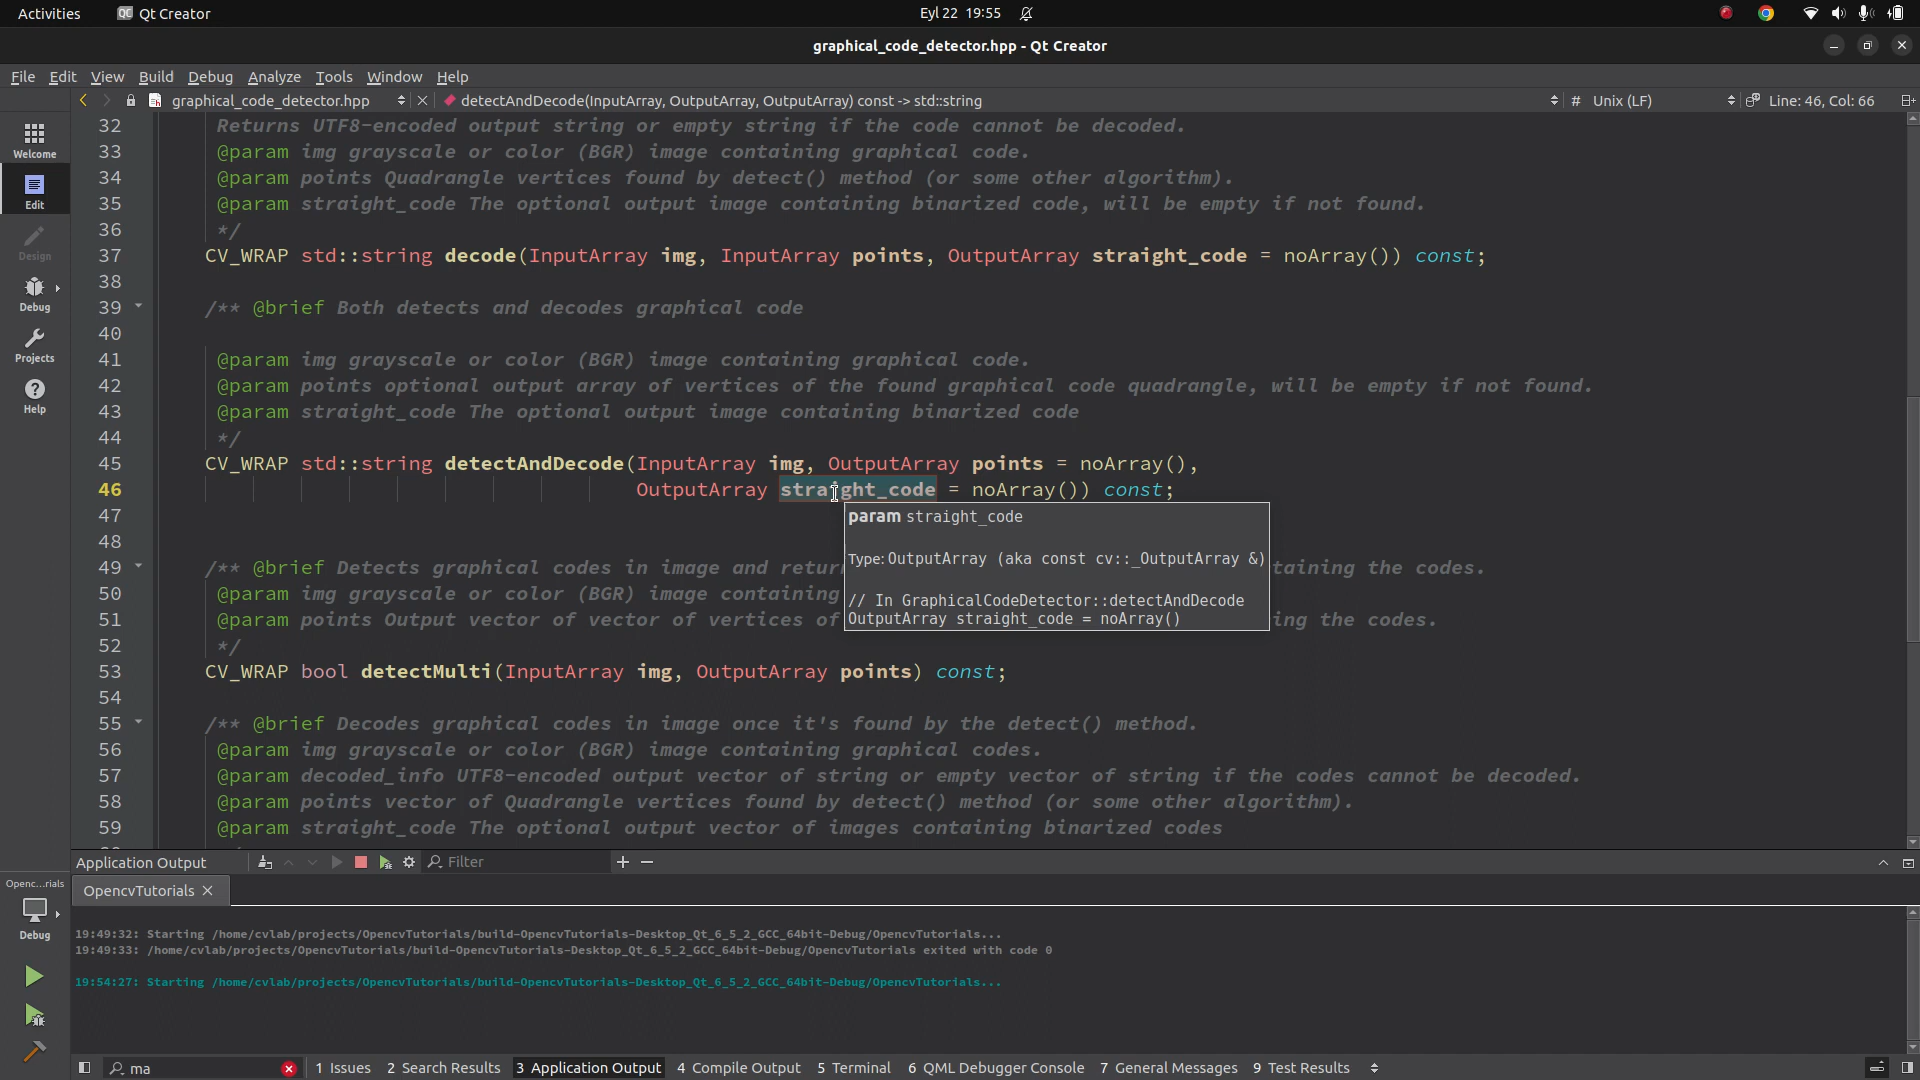 Activities
Qt Creator
Eyl 22 19:55
graphical_code_detector.hpp - Qt Creator
File Edit View Build Debug Analyze Tools Window Help
graphical_code_detector.hpp
detectAndDecode(InputArray, OutputArray, OutputArray) const -> std::string
# Unix (LF)
Line: 46, Col: 66
Welcome
Edit
Design
Debug
Projects
Help
32 Returns UTF8-encoded output string or empty string if the code cannot be decoded.
33 @param img grayscale or color (BGR) image containing graphical code.
34 @param points Quadrangle vertices found by detect() method (or some other algorithm).
35 @param straight_code The optional output image containing binarized code, will be empty if not found.
36 */
37 CV_WRAP std::string decode(InputArray img, InputArray points, OutputArray straight_code = noArray()) const;
38
39 /** @brief Both detects and decodes graphical code
40
41 @param img grayscale or color (BGR) image containing graphical code.
42 @param points optional output array of vertices of the found graphical code quadrangle, will be empty if not found.
43 @param straight_code The optional output image containing binarized code
44 */
45 CV_WRAP std::string detectAndDecode(InputArray img, OutputArray points = noArray(),
46 OutputArray straight_code = noArray()) const;
47
48
49 /** @brief Detects graphical codes in image and retur taining the codes.
50 @param img grayscale or color (BGR) image containing
51 @param points Output vector of vector of vertices of ing the codes.
52 */
53 CV_WRAP bool detectMulti(InputArray img, OutputArray points) const;
54
55 /** @brief Decodes graphical codes in image once it's found by the detect() method.
56 @param img grayscale or color (BGR) image containing graphical codes.
57 @param decoded_info UTF8-encoded output vector of string or empty vector of string if the codes cannot be decoded.
58 @param points vector of Quadrangle vertices found by detect() method (or some other algorithm).
59 @param straight_code The optional output vector of images containing binarized codes
param straight_code
Type: OutputArray (aka const cv::_OutputArray &)
// In GraphicalCodeDetector::detectAndDecode
OutputArray straight_code = noArray()
Application Output
Filter
Openc...rials
Debug
OpencvTutorials
19:49:32: Starting /home/cvlab/projects/OpencvTutorials/build-OpencvTutorials-Desktop_Qt_6_5_2_GCC_64bit-Debug/OpencvTutorials...
19:49:33: /home/cvlab/projects/OpencvTutorials/build-OpencvTutorials-Desktop_Qt_6_5_2_GCC_64bit-Debug/OpencvTutorials exited with code 0
19:54:27: Starting /home/cvlab/projects/OpencvTutorials/build-OpencvTutorials-Desktop_Qt_6_5_2_GCC_64bit-Debug/OpencvTutorials...
ma
1 Issues 2 Search Results 3 Application Output 4 Compile Output 5 Terminal 6 QML Debugger Console 7 General Messages 9 Test Results